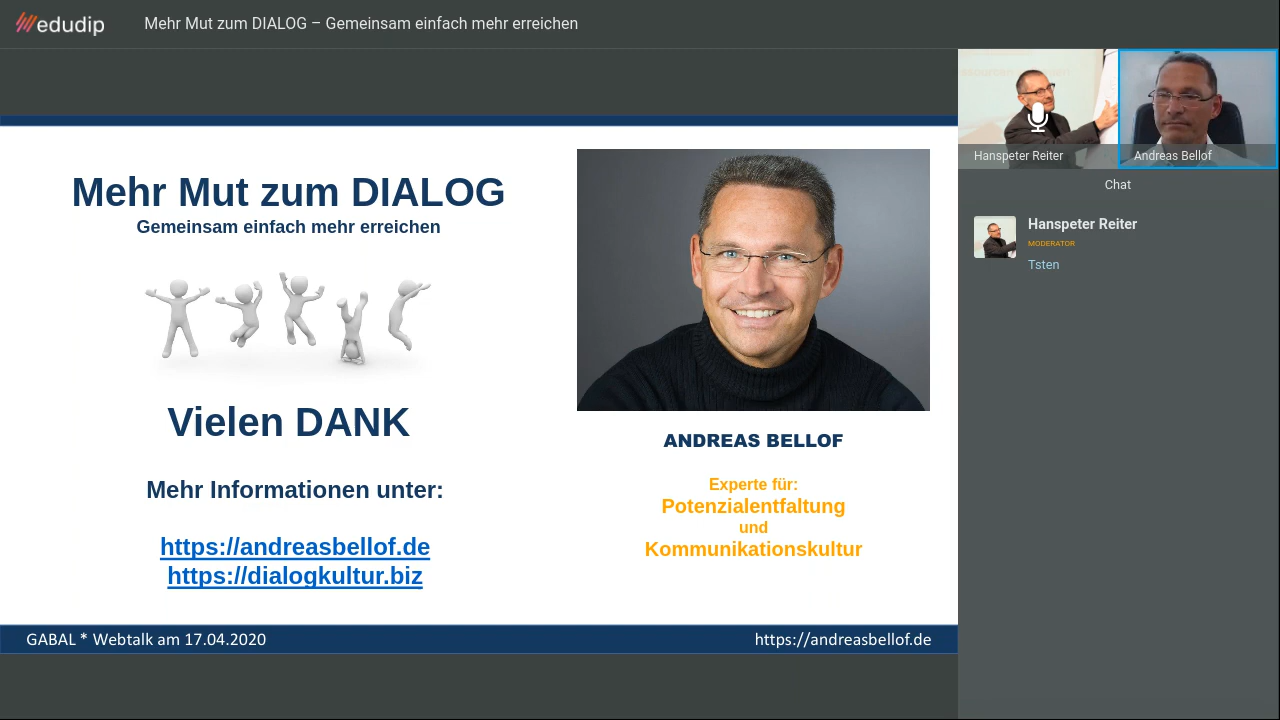 edudip
Mehr Mut zum DIALOG – Gemeinsam einfach mehr erreichen
Mehr Mut zum DIALOG
Gemeinsam einfach mehr erreichen
Vielen DANK
Mehr Informationen unter:
https://andreasbellof.de
https://dialogkultur.biz
ANDREAS BELLOF
Experte für:
Potenzialentfaltung
und
Kommunikationskultur
GABAL * Webtalk am 17.04.2020
https://andreasbellof.de
Hanspeter Reiter
Andreas Bellof
Chat
Hanspeter Reiter
MODERATOR
Tsten